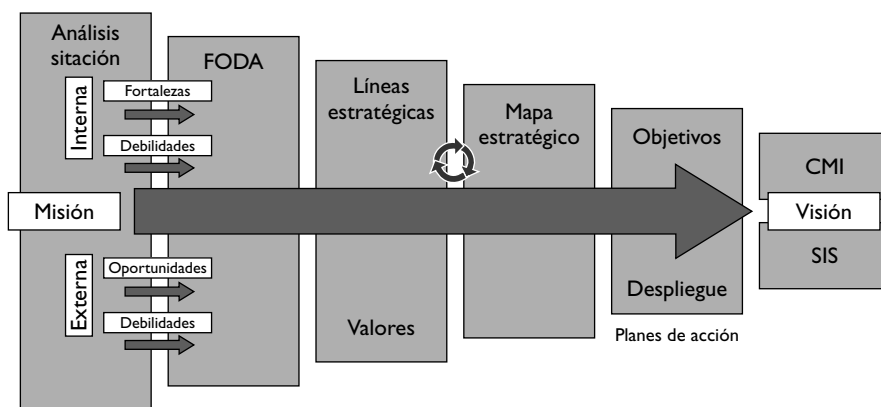 Análisis
sitación
Interna
Fortalezas
Debilidades
Misión
Externa
Oportunidades
Debilidades
FODA
Líneas
estratégicas
Valores
Mapa
estratégico
Objetivos
Despliegue
Planes de acción
CMI
Visión
SIS